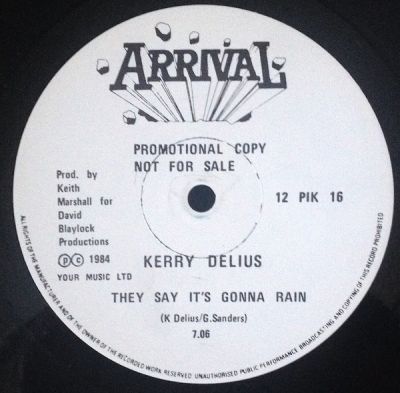 ARRIVAL
PROMOTIONAL COPY
NOT FOR SALE
Prod. by
Keith
Marshall for
David
Blaylock
Productions
12 PIK 16
℗© 1984
YOUR MUSIC LTD
KERRY DELIUS
THEY SAY IT'S GONNA RAIN
(K Delius/G.Sanders)
7.06
ALL RIGHTS OF THE MANUFACTURER AND OF THE OWNER OF THE RECORDED WORK RESERVED UNAUTHORISED PUBLIC PERFORMANCE BROADCASTING AND COPYING OF THIS RECORD PROHIBITED